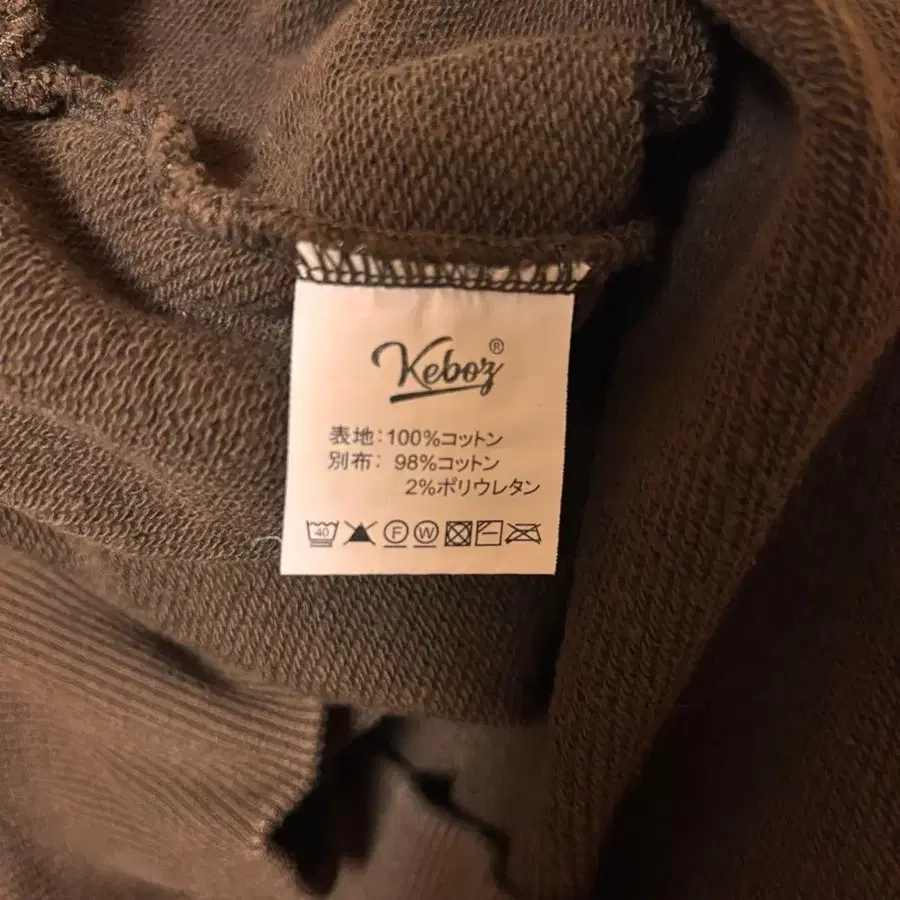 Keboz®
表地：100%コットン
別布：98%コットン
2%ポリウレタン
40 F W